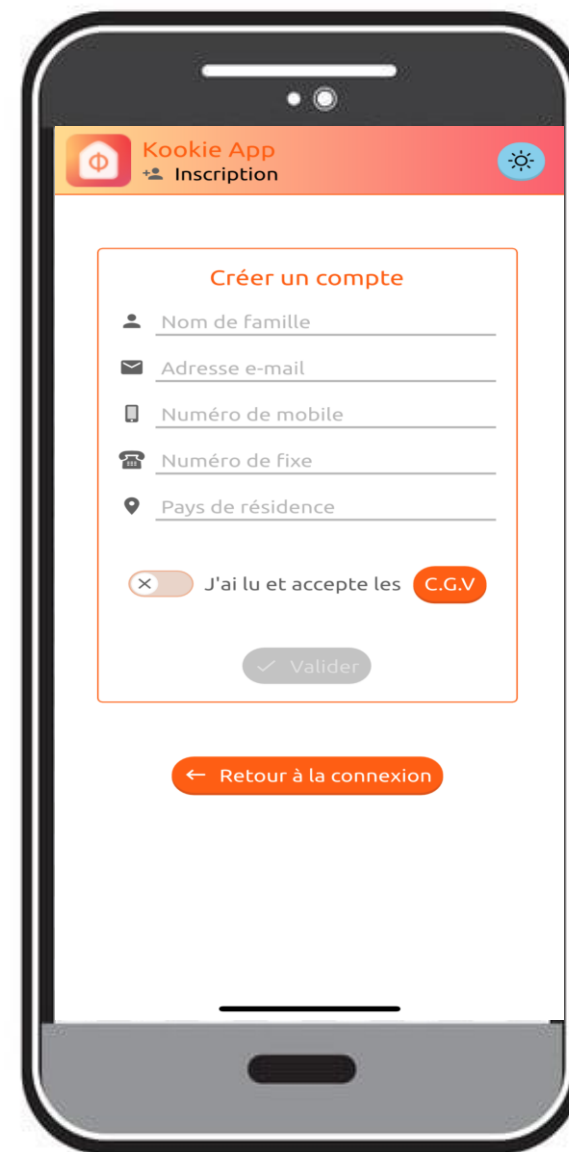 Kookie App
Inscription
Créer un compte
Nom de famille
Adresse e-mail
Numéro de mobile
Numéro de fixe
Pays de résidence
J'ai lu et accepte les C.G.V
Valider
Retour à la connexion